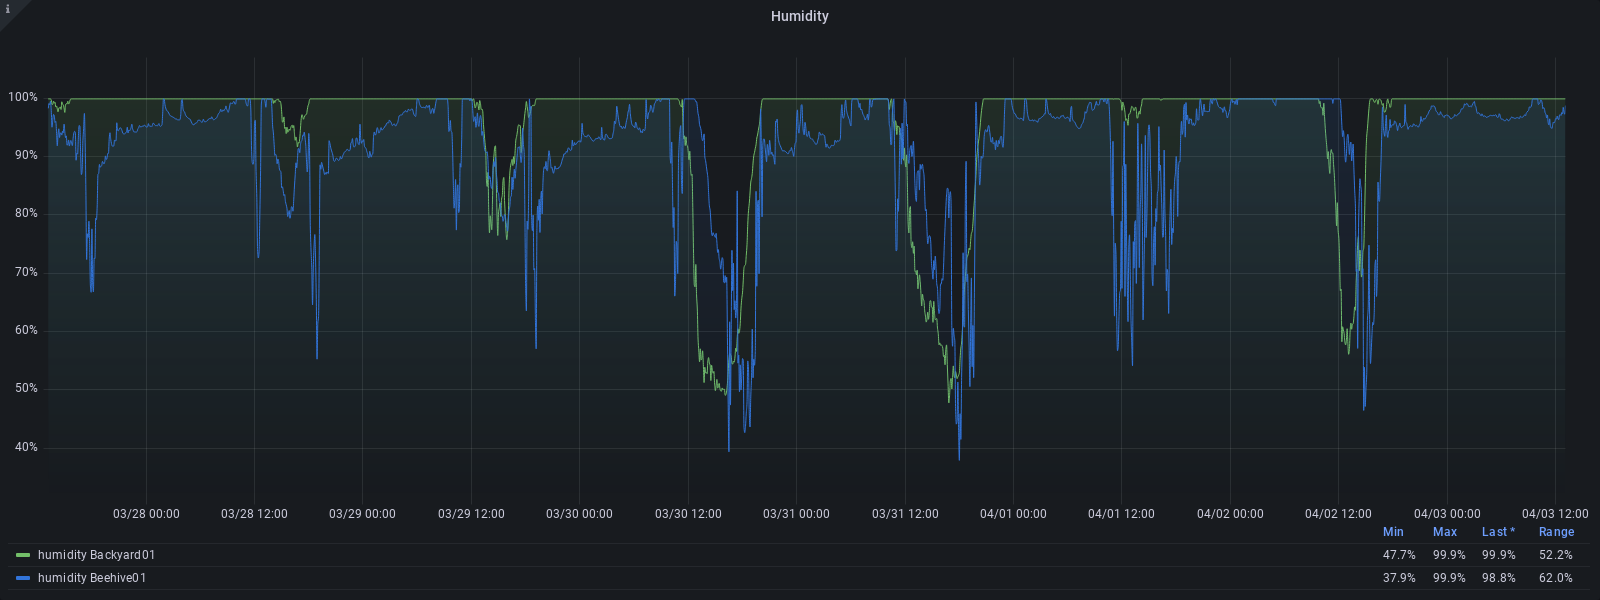 i
Humidity
100%
90%
80%
70%
60%
50%
40%
03/28 00:00 03/28 12:00 03/29 00:00 03/29 12:00 03/30 00:00 03/30 12:00 03/31 00:00 03/31 12:00 04/01 00:00 04/01 12:00 04/02 00:00 04/02 12:00 04/03 00:00 04/03 12:00
Min Max Last * Range
humidity Backyard01 47.7% 99.9% 99.9% 52.2%
humidity Beehive01 37.9% 99.9% 98.8% 62.0%